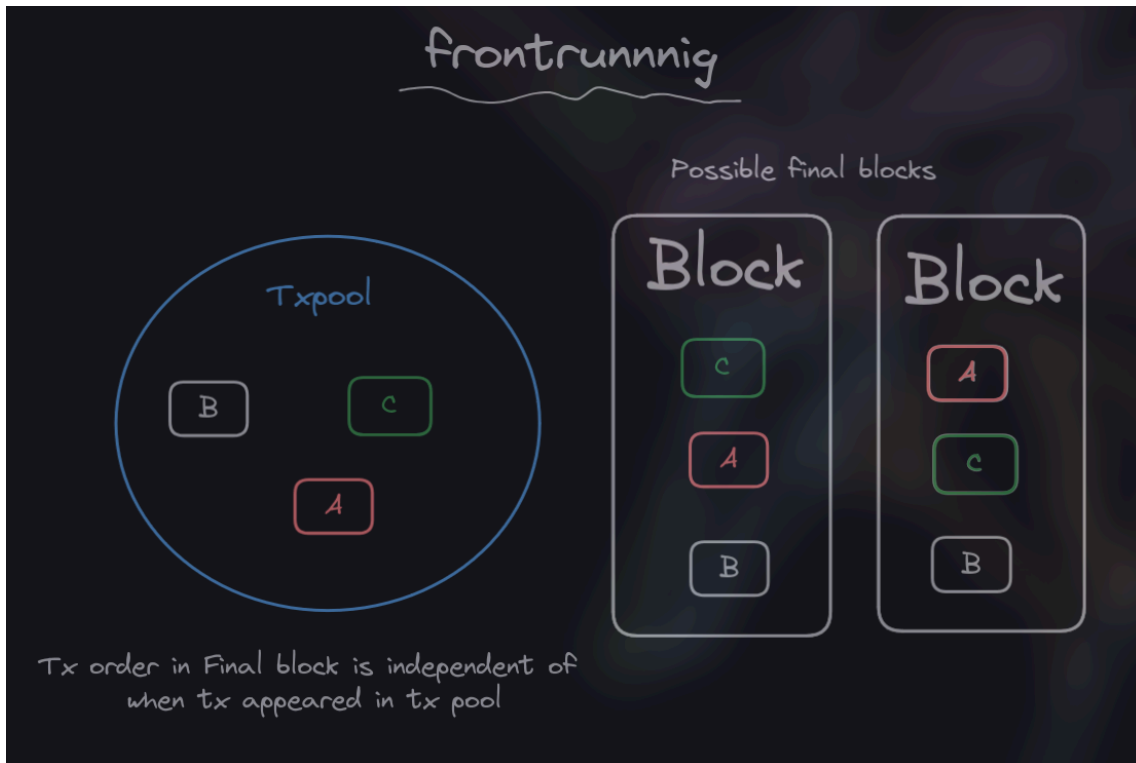 frontrunnnig
Possible final blocks
Txpool
B
C
A
Block
C
A
B
Block
A
C
B
Tx order in Final block is independent of
when tx appeared in tx pool